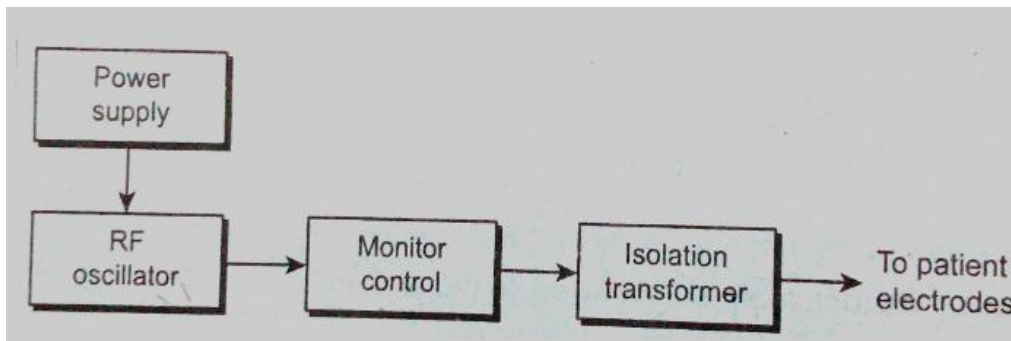 Power
supply
RF
oscillator
Monitor
control
Isolation
transformer
To patient
electrodes